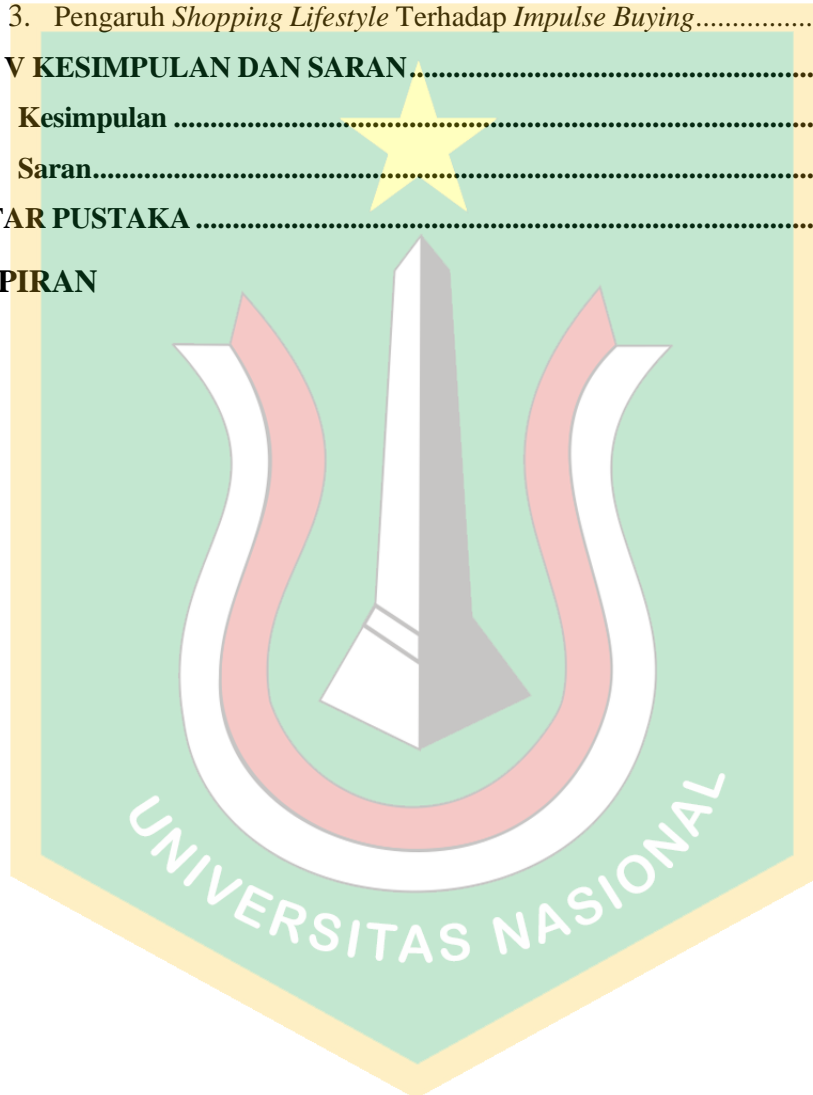 3. Pengaruh Shopping Lifestyle Terhadap Impulse Buying................
V KESIMPULAN DAN SARAN............................................................
Kesimpulan ..............................................................................................
Saran..........................................................................................................
TAR PUSTAKA ..........................................................................................
PIRAN
UNIVERSITAS NASIONAL